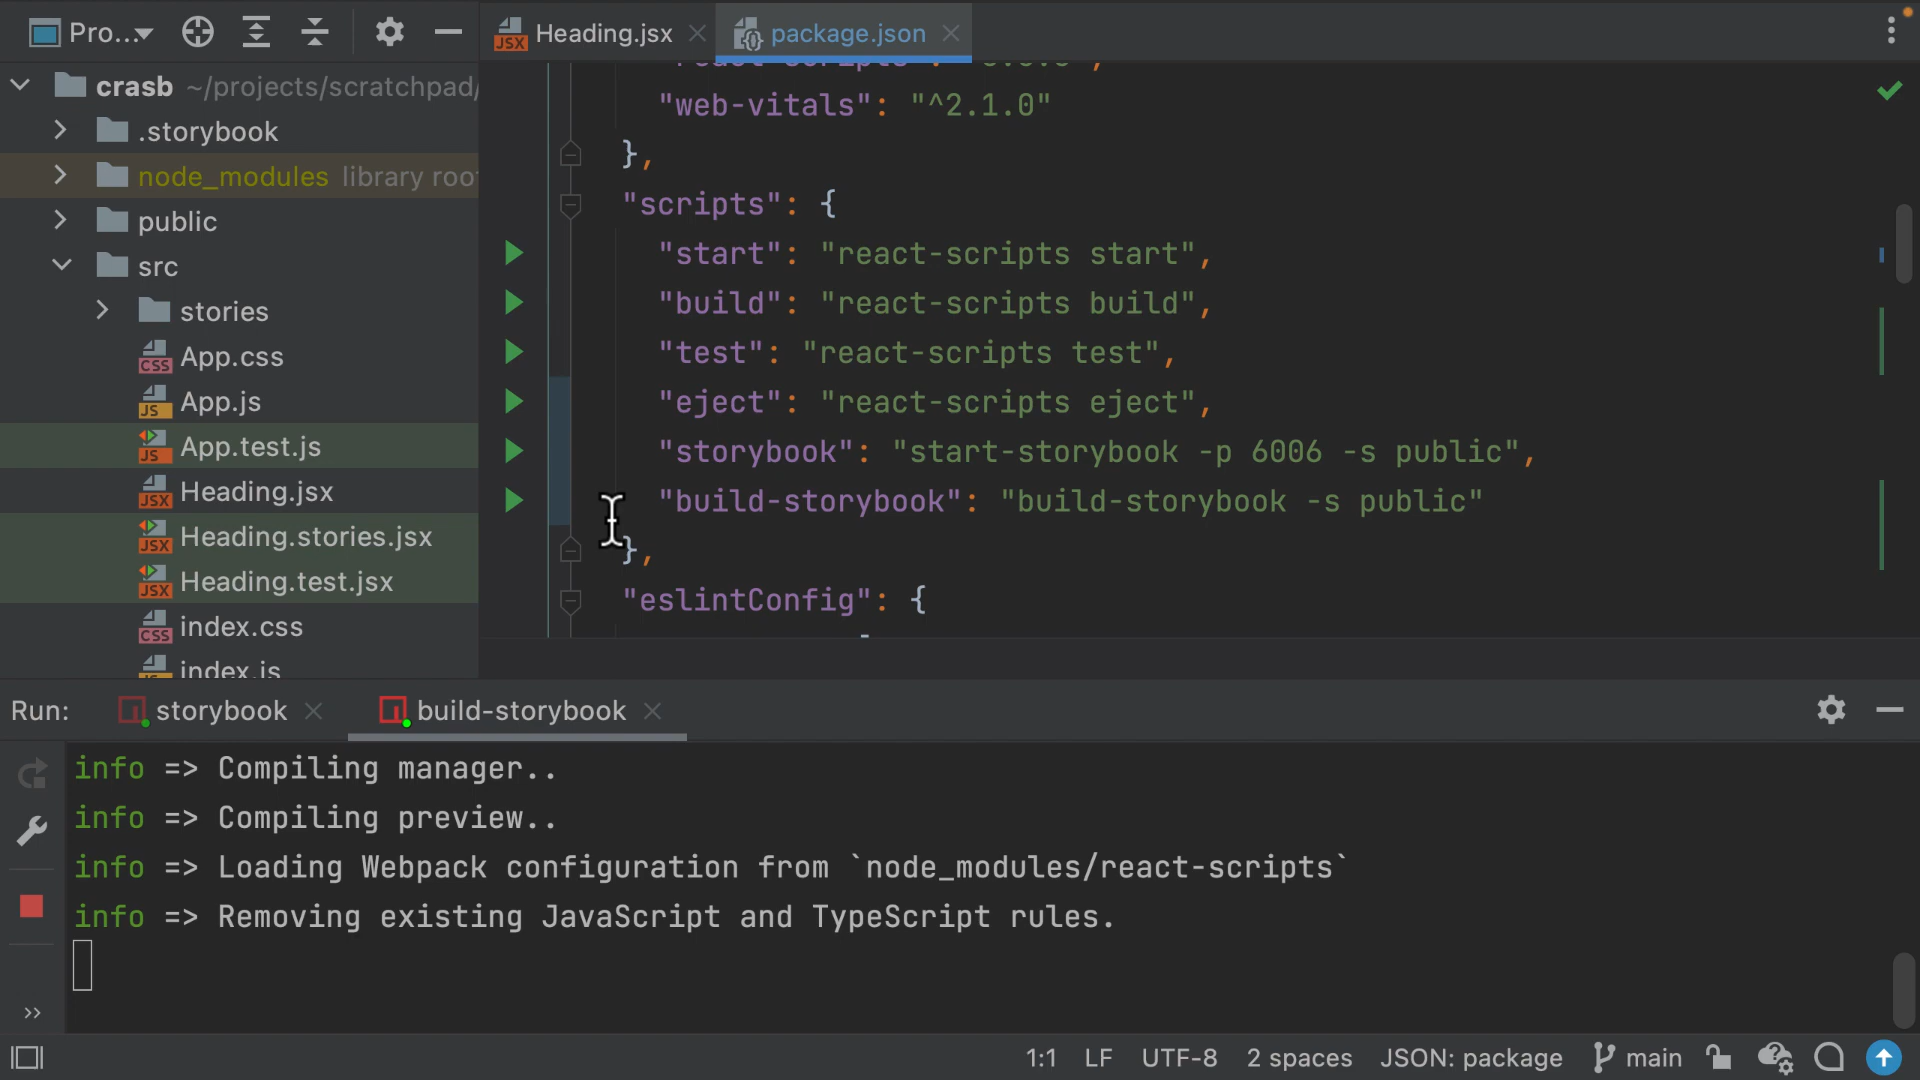 Pro...
Heading.jsx
package.json
crasb ~/projects/scratchpad/
.storybook
node_modules library roo
public
src
stories
App.css
App.js
App.test.js
Heading.jsx
Heading.stories.jsx
Heading.test.jsx
index.css
index.js
"react-scripts": 
"web-vitals": "^2.1.0"
},
"scripts": {
"start": "react-scripts start",
"build": "react-scripts build",
"test": "react-scripts test",
"eject": "react-scripts eject",
"storybook": "start-storybook -p 6006 -s public",
"build-storybook": "build-storybook -s public"
},
"eslintConfig": {
Run: storybook build-storybook
info => Compiling manager..
info => Compiling preview..
info => Loading Webpack configuration from `node_modules/react-scripts`
info => Removing existing JavaScript and TypeScript rules.
1:1 LF UTF-8 2 spaces JSON: package main